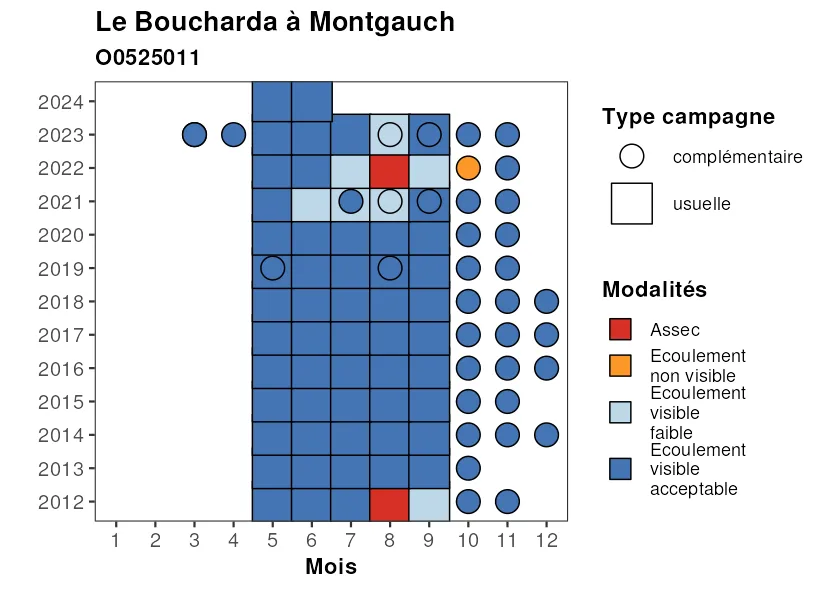 Le Boucharda à Montgauch
O0525011
2024
2023
2022
2021
2020
2019
2018
2017
2016
2015
2014
2013
2012
1 2 3 4 5 6 7 8 9 10 11 12
Mois
Type campagne
complémentaire
usuelle
Modalités
Assec
Ecoulement
non visible
Ecoulement
visible
faible
Ecoulement
visible
acceptable